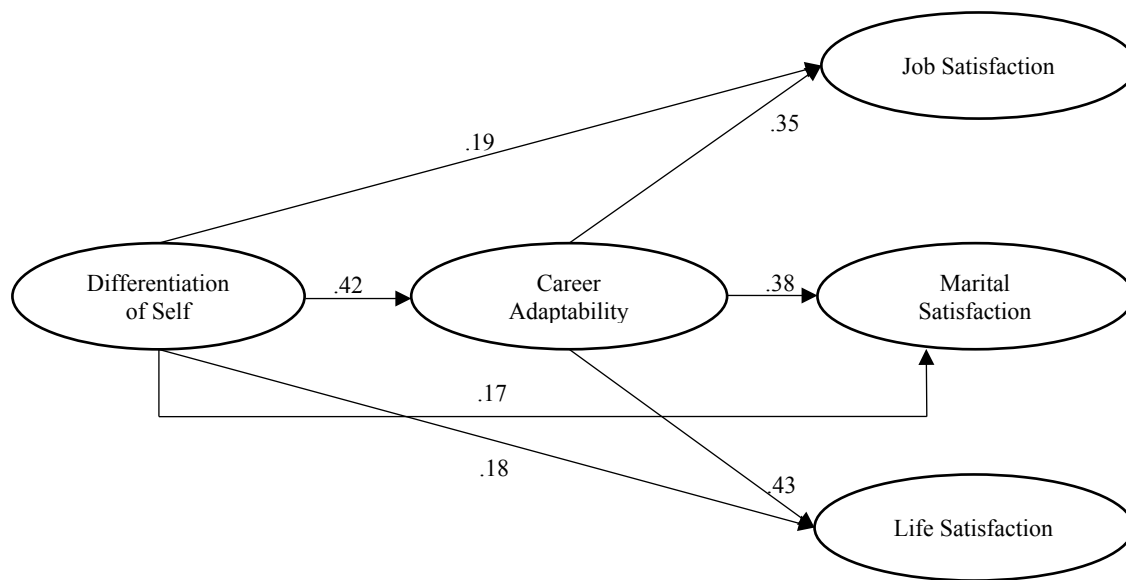 Job Satisfaction
.19
.35
Differentiation
of Self
.42
Career
Adaptability
.38
Marital
Satisfaction
.17
.18
.43
Life Satisfaction